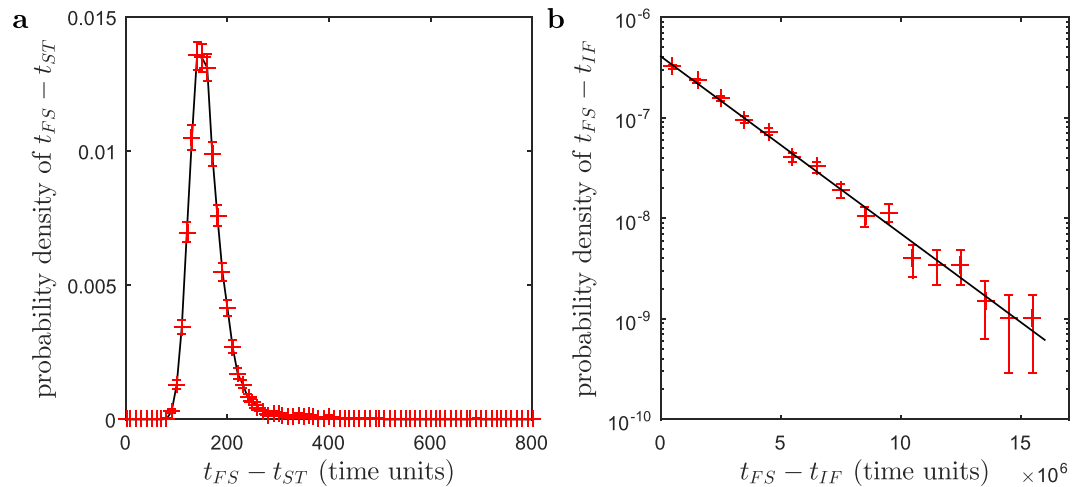 a
probability density of t_{FS} − t_{ST}
0.015
0.01
0.005
0
0 200 400 600 800
t_{FS} − t_{ST} (time units)
b
probability density of t_{FS} − t_{IF}
10^{-6}
10^{-7}
10^{-8}
10^{-9}
10^{-10}
0 5 10 15
×10^{6}
t_{FS} − t_{IF} (time units)